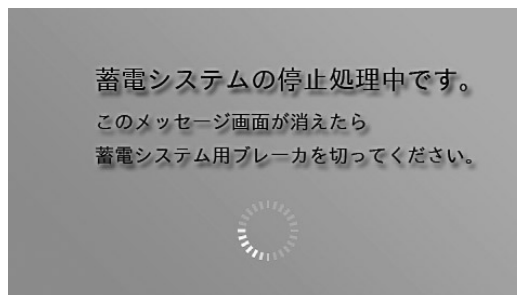 蓄電システムの停止処理中です。
このメッセージ画面が消えたら
蓄電システム用ブレーカを切ってください。